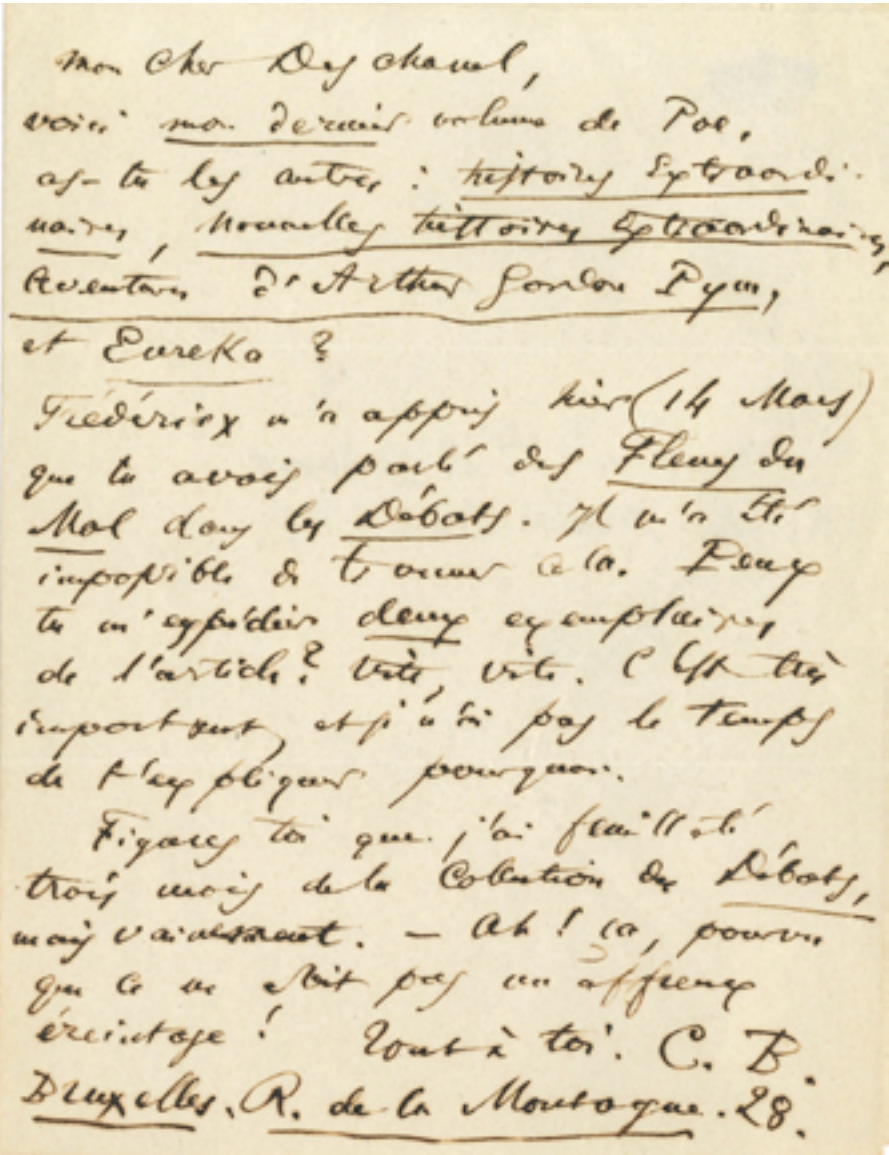 Mon cher Deschanel,
voici mon dernier volume de Poe,
as-tu les autres : histoires Extraordi-
naires, Nouvelles histoires Extraordinaires,
Aventures d'Arthur Gordon Pym,
et Eureka ?
Frédérix m'a appris hier (14 Mars)
que tu avais parlé des Fleurs du
Mal dans les Débats. Il m'a été
impossible de trouver cela. Peux
tu m'expédier deux exemplaires
de l'article ? Vite, vite. C'est très
important, et je n'ai pas le temps
de t'expliquer pourquoi.
Figures toi que j'ai feuilleté
trois mois de la Collection des Débats,
mais vainement. — Ah ! ça, pourvu
que ce ne soit pas un affreux
éreintage ! Tout à toi. C. B.
Bruxelles. R. de la Montagne. 28.